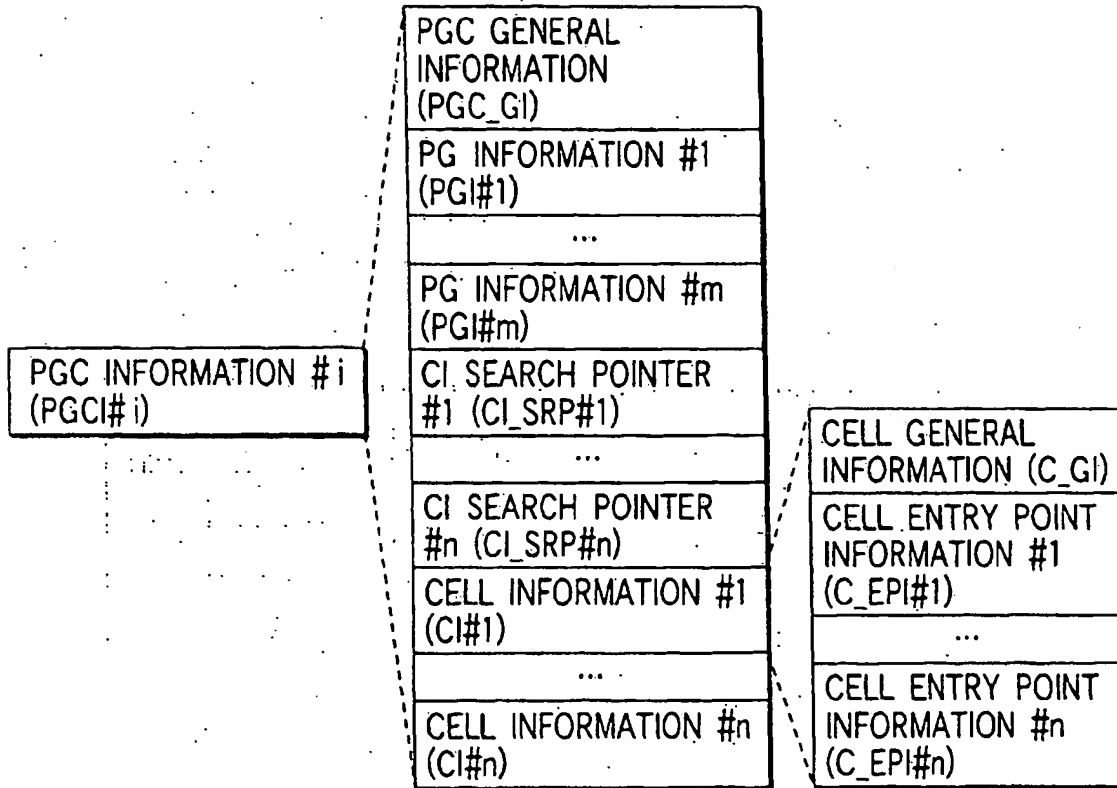 PGC INFORMATION #i
(PGCI#i)
PGC GENERAL
INFORMATION
(PGC_GI)
PG INFORMATION #1
(PGI#1)
...
PG INFORMATION #m
(PGI#m)
CI SEARCH POINTER
#1 (CI_SRP#1)
...
CI SEARCH POINTER
#n (CI_SRP#n)
CELL INFORMATION #1
(CI#1)
...
CELL INFORMATION #n
(CI#n)
CELL GENERAL
INFORMATION (C_GI)
CELL ENTRY POINT
INFORMATION #1
(C_EPI#1)
...
CELL ENTRY POINT
INFORMATION #n
(C_EPI#n)